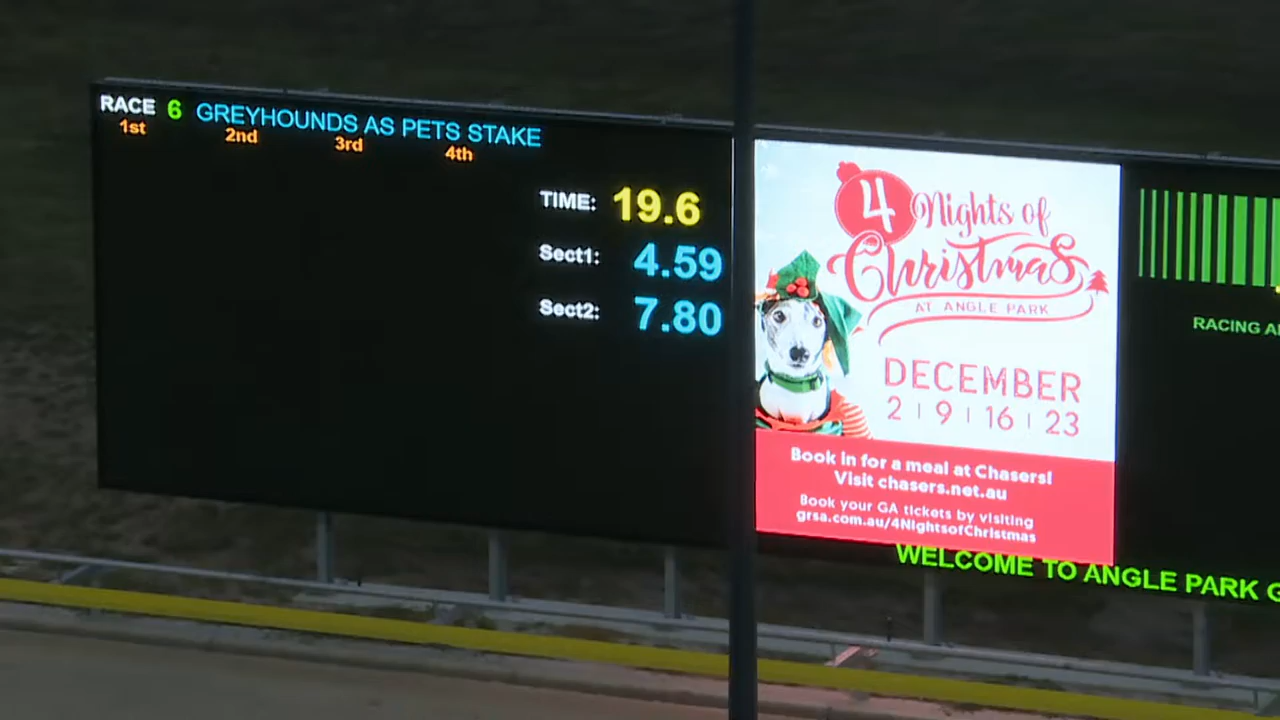 RACE 6 GREYHOUNDS AS PETS STAKE
1st 2nd 3rd 4th
TIME: 19.6
Sect1: 4.59
Sect2: 7.80
4 Nights of
Christmas
AT ANGLE PARK
DECEMBER
2 | 9 | 16 | 23
Book in for a meal at Chasers!
Visit chasers.net.au
Book your GA tickets by visiting
grsa.com.au/4NightsofChristmas
RACING
WELCOME TO ANGLE PARK